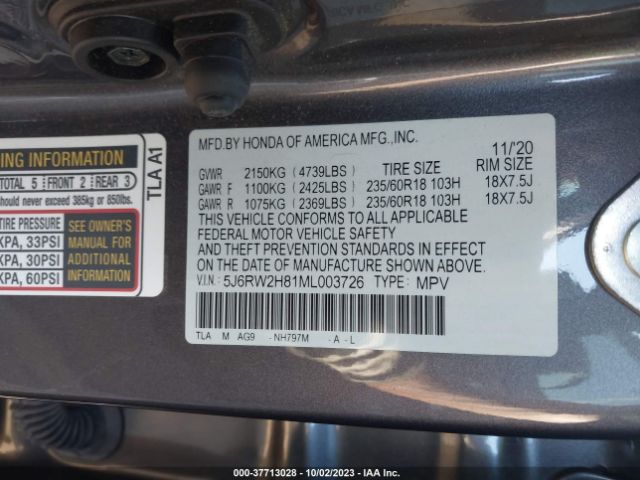 MFD.BY HONDA OF AMERICA MFG.,INC.
11/'20
GVWR 2150KG (4739LBS) TIRE SIZE RIM SIZE
GAWR F 1100KG (2425LBS) 235/60R18 103H 18X7.5J
GAWR R 1075KG (2369LBS) 235/60R18 103H 18X7.5J
THIS VEHICLE CONFORMS TO ALL APPLICABLE
FEDERAL MOTOR VEHICLE SAFETY
AND THEFT PREVENTION STANDARDS IN EFFECT
ON THE DATE OF MANUFACTURE SHOWN ABOVE.
V.I.N.: 5J6RW2H81ML003726 TYPE: MPV
TLA M AG9 -NH797M -A-L
TLA A1
INFORMATION
TOTAL 5 FRONT 2 REAR 3
should never exceed 385kg or 850lbs.
TIRE PRESSURE
KPA, 33PSI
KPA, 30PSI
KPA, 60PSI
SEE OWNER'S
MANUAL FOR
ADDITIONAL
INFORMATION
000-37713028 - 10/02/2023 - IAA Inc.